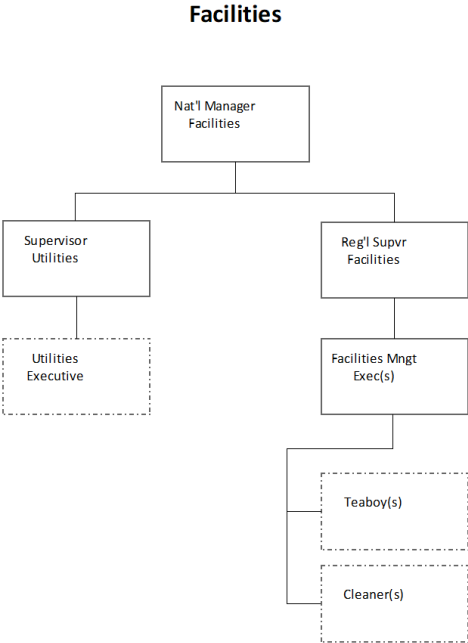 Facilities
Nat'l Manager
Facilities
Supervisor
Utilities
Reg'l Supvr
Facilities
Utilities
Executive
Facilities Mngt
Exec(s)
Teaboy(s)
Cleaner(s)